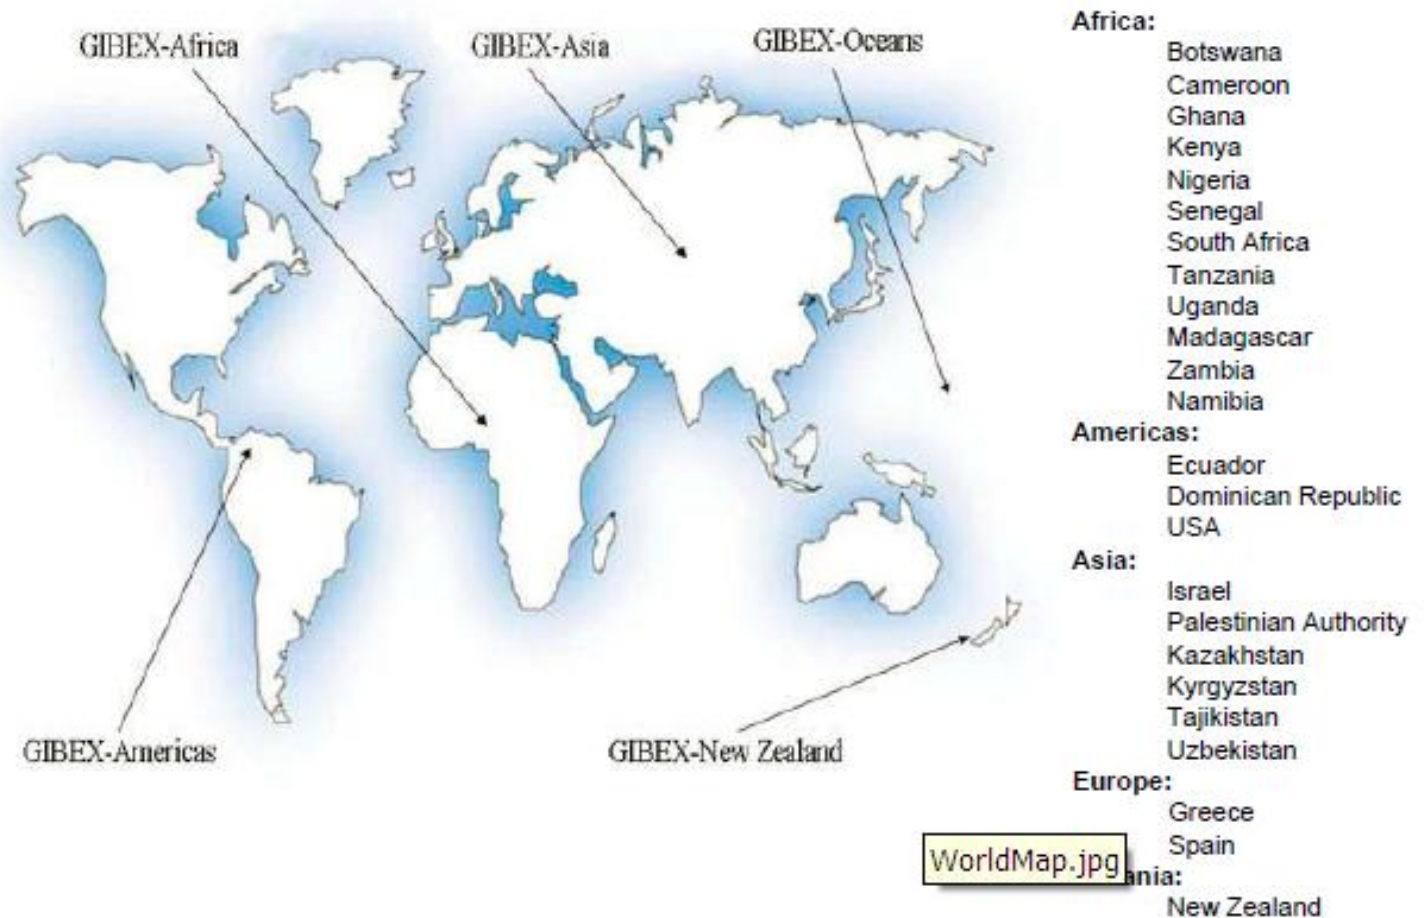 GIBEX-Africa
GIBEX-Asia
GIBEX-Oceans
GIBEX-Americas
GIBEX-New Zealand
Africa:
Botswana
Cameroon
Ghana
Kenya
Nigeria
Senegal
South Africa
Tanzania
Uganda
Madagascar
Zambia
Namibia
Americas:
Ecuador
Dominican Republic
USA
Asia:
Israel
Palestinian Authority
Kazakhstan
Kyrgyzstan
Tajikistan
Uzbekistan
Europe:
Greece
Spain
WorldMap.jpg
ania:
New Zealand